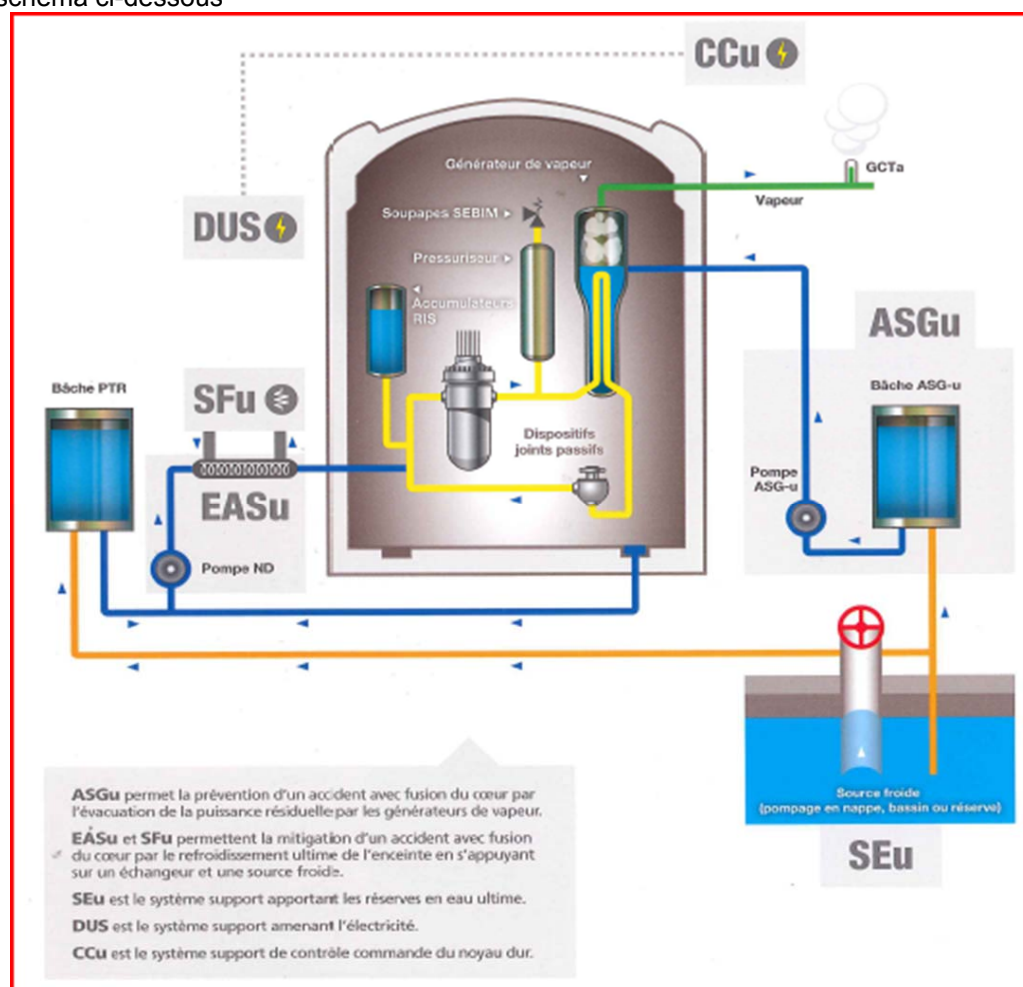 schéma ci-dessous
CCu
DUS
Générateur de vapeur
GCTa
Vapeur
Soupapes SEBIM
Pressuriseur
Accumulateurs
RIS
ASGu
Bâche PTR
SFu
Bâche ASG-u
Dispositifs
joints passifs
Pompe
ASG-u
EASu
Pompe ND
Source froide
(pompage en nappe, bassin ou réserve)
SEu
ASGu permet la prévention d'un accident avec fusion du cœur par
l'évacuation de la puissance résiduelle par les générateurs de vapeur.
EASu et SFu permettent la mitigation d'un accident avec fusion
du cœur par le refroidissement ultime de l'enceinte en s'appuyant
sur un échangeur et une source froide.
SEu est le système support apportant les réserves en eau ultime.
DUS est le système support amenant l'électricité.
CCu est le système support de contrôle commande du noyau dur.